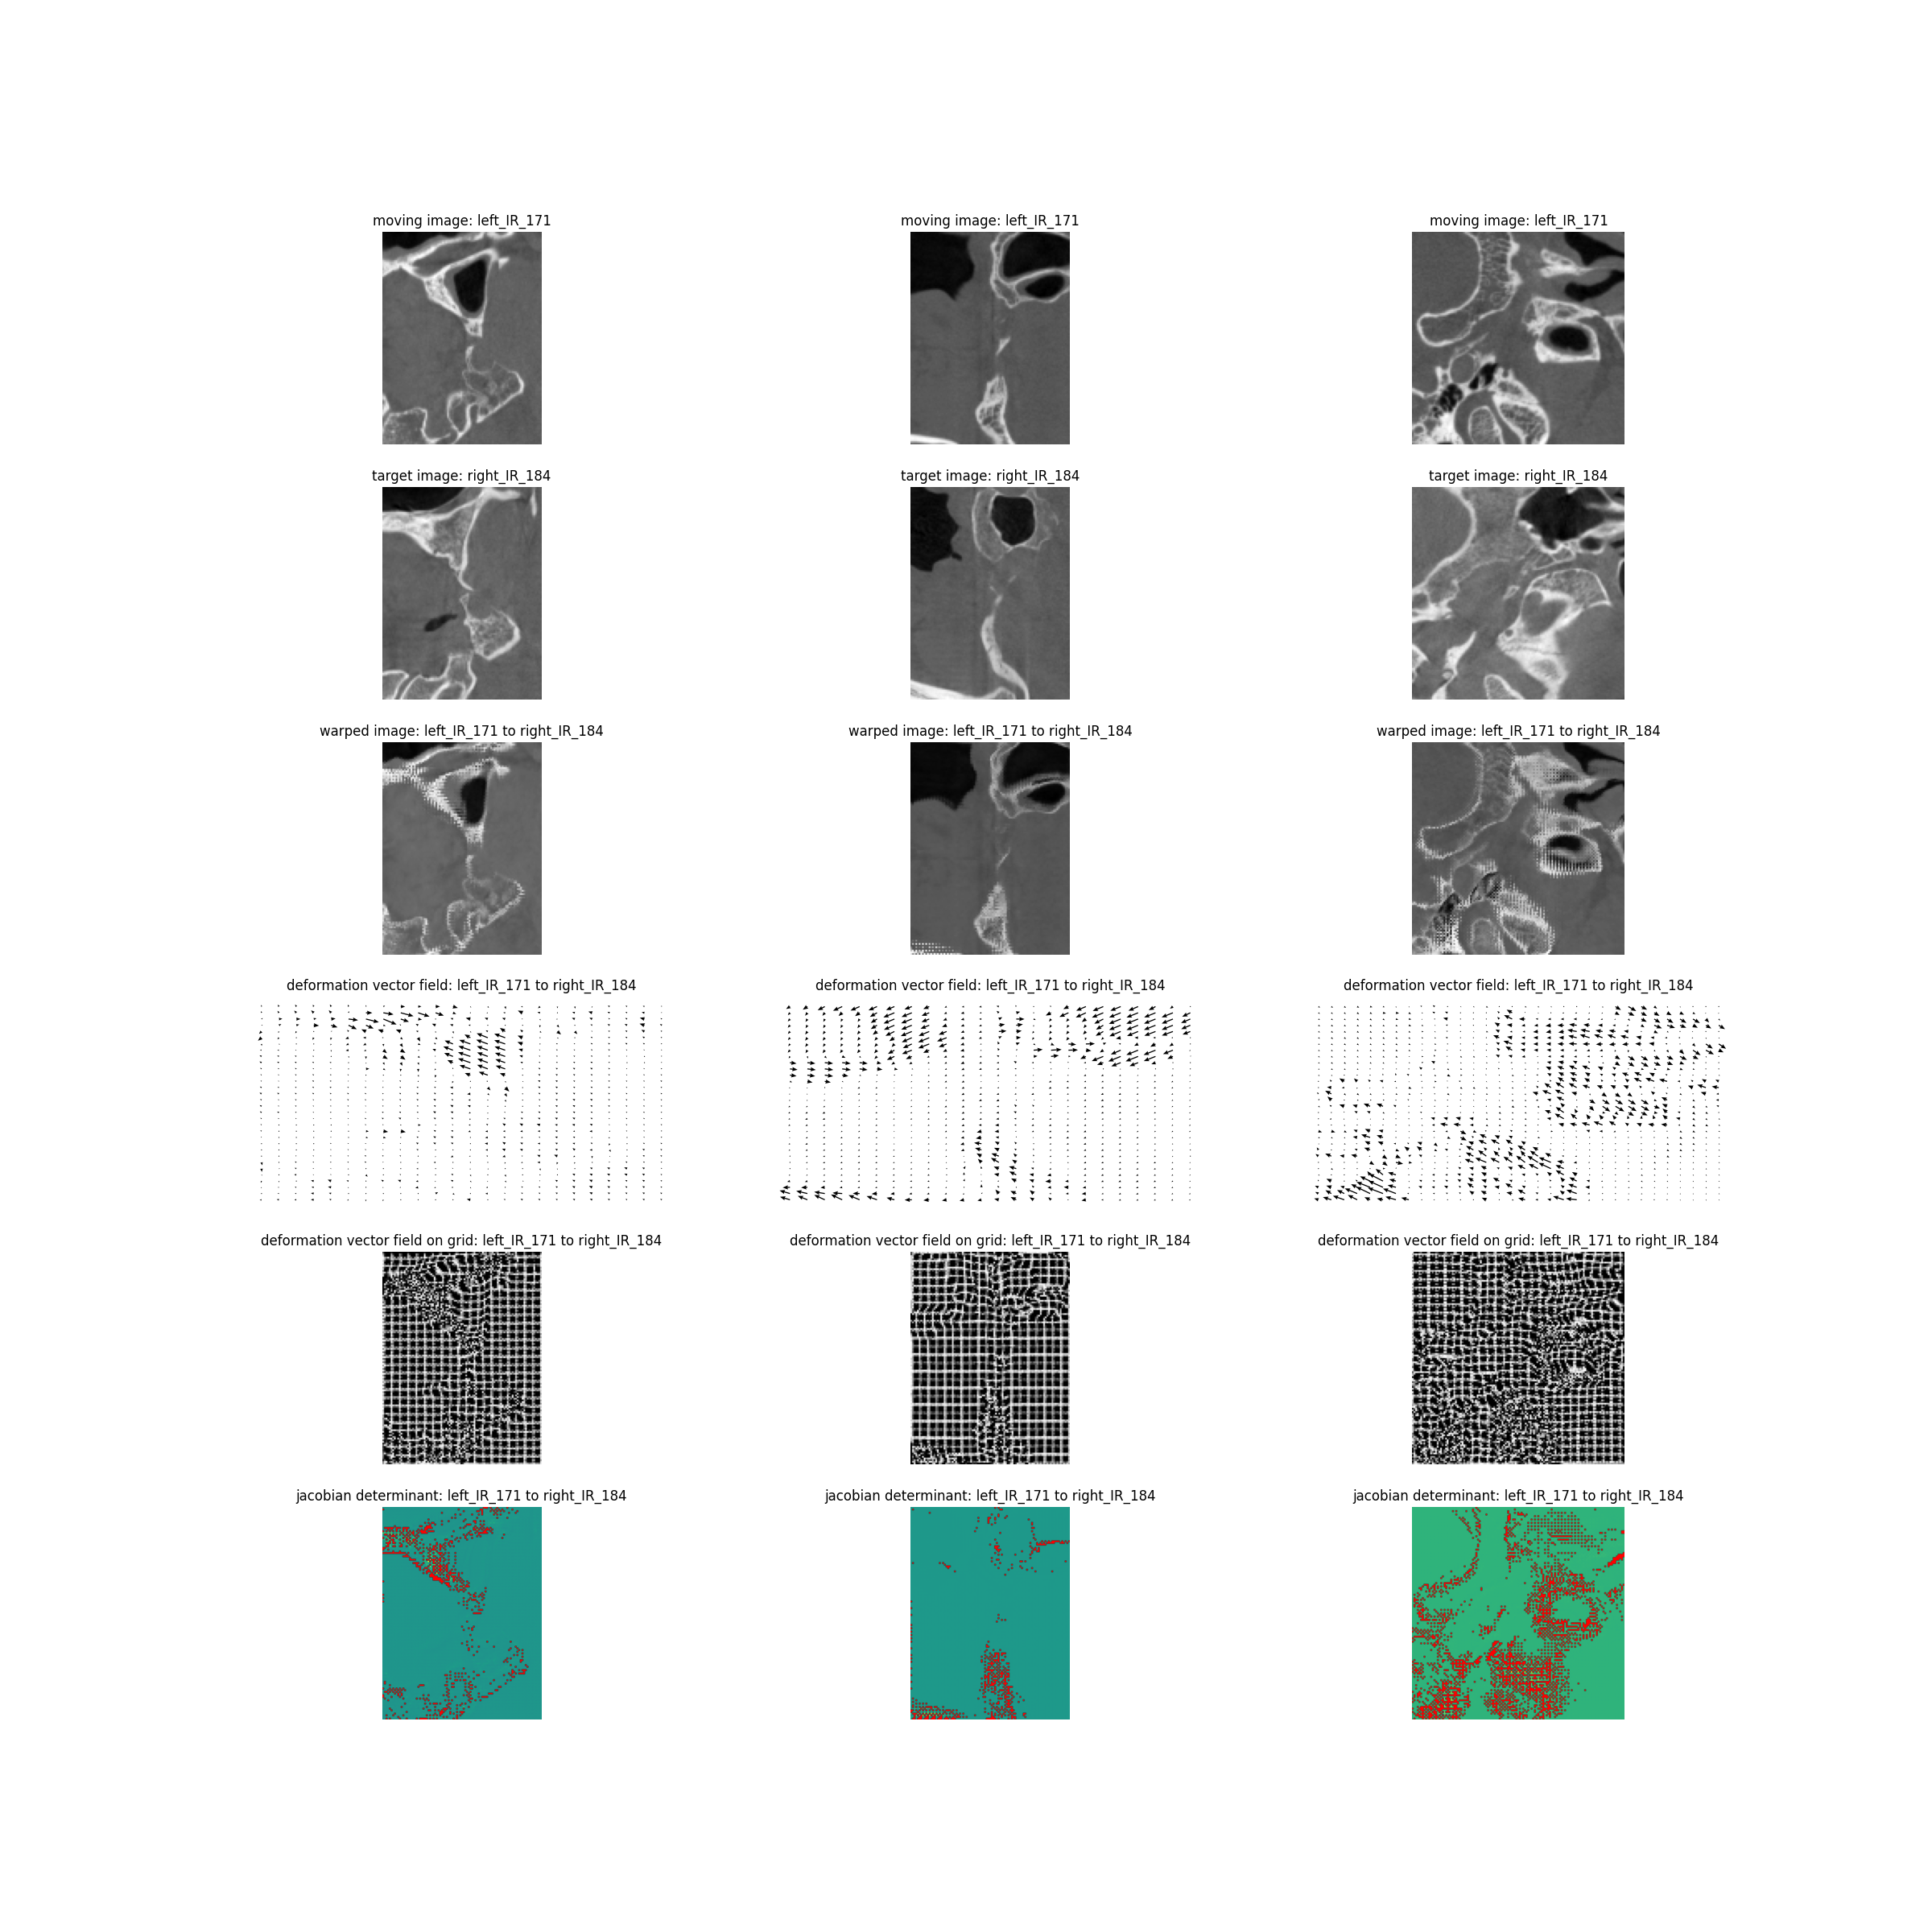 moving image: left_IR_171
moving image: left_IR_171
moving image: left_IR_171
target image: right_IR_184
target image: right_IR_184
target image: right_IR_184
warped image: left_IR_171 to right_IR_184
warped image: left_IR_171 to right_IR_184
warped image: left_IR_171 to right_IR_184
deformation vector field: left_IR_171 to right_IR_184
deformation vector field: left_IR_171 to right_IR_184
deformation vector field: left_IR_171 to right_IR_184
deformation vector field on grid: left_IR_171 to right_IR_184
deformation vector field on grid: left_IR_171 to right_IR_184
deformation vector field on grid: left_IR_171 to right_IR_184
jacobian determinant: left_IR_171 to right_IR_184
jacobian determinant: left_IR_171 to right_IR_184
jacobian determinant: left_IR_171 to right_IR_184